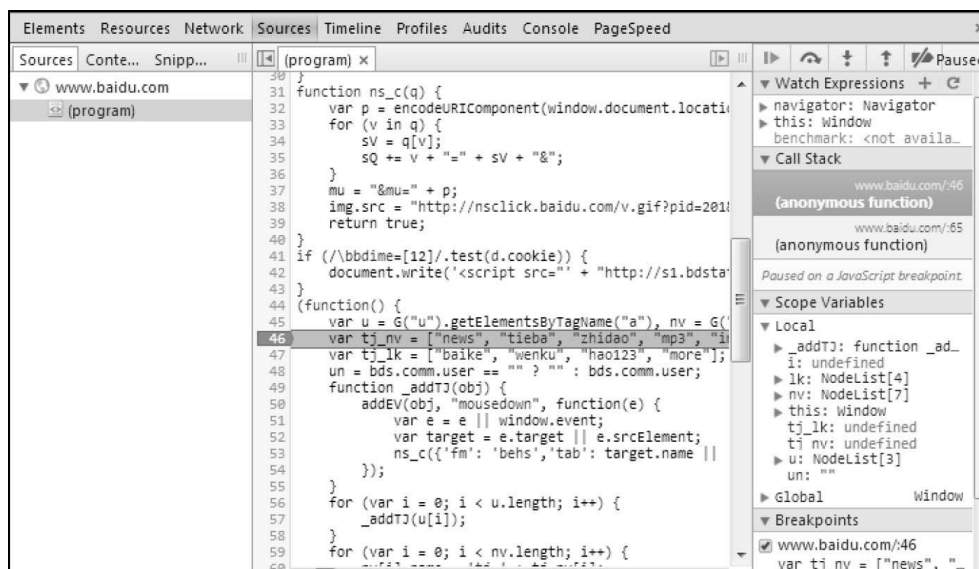 Elements Resources Network Sources Timeline Profiles Audits Console PageSpeed
Sources Conte... Snipp...
www.baidu.com
(program)
(program) ×
30 }
31 function ns_c(q) {
32 var p = encodeURIComponent(window.document.locati
33 for (v in q) {
34 sV = q[v];
35 sQ += v + "=" + sV + "&";
36 }
37 mu = "&mu=" + p;
38 img.src = "http://nsclick.baidu.com/v.gif?pid=201&
39 return true;
40 }
41 if (/\bbdime=[12]/.test(d.cookie)) {
42 document.write('<script src="' + "http://s1.bdsta
43 }
44 (function() {
45 var u = G("u").getElementsByTagName("a"), nv = G("
46 var tj_nv = ["news", "tieba", "zhidao", "mp3", "i
47 var tj_lk = ["baike", "wenku", "hao123", "more"];
48 un = bds.comm.user == "" ? "" : bds.comm.user;
49 function _addTJ(obj) {
50 addEV(obj, "mousedown", function(e) {
51 var e = e || window.event;
52 var target = e.target || e.srcElement;
53 ns_c({'fm': 'behs','tab': target.name ||
54 });
55 }
56 for (var i = 0; i < u.length; i++) {
57 _addTJ(u[i]);
58 }
59 for (var i = 0; i < nv.length; i++) {
Paused
Watch Expressions + C
navigator: Navigator
this: Window
benchmark: <not availa...
Call Stack
www.baidu.com/:46
(anonymous function)
www.baidu.com/:65
(anonymous function)
Paused on a JavaScript breakpoint.
Scope Variables
Local
_addTJ: function _ad...
i: undefined
lk: NodeList[4]
nv: NodeList[7]
this: Window
tj_lk: undefined
tj_nv: undefined
u: NodeList[3]
un: ""
Global Window
Breakpoints
www.baidu.com/:46
var tj_nv = ["news", "...